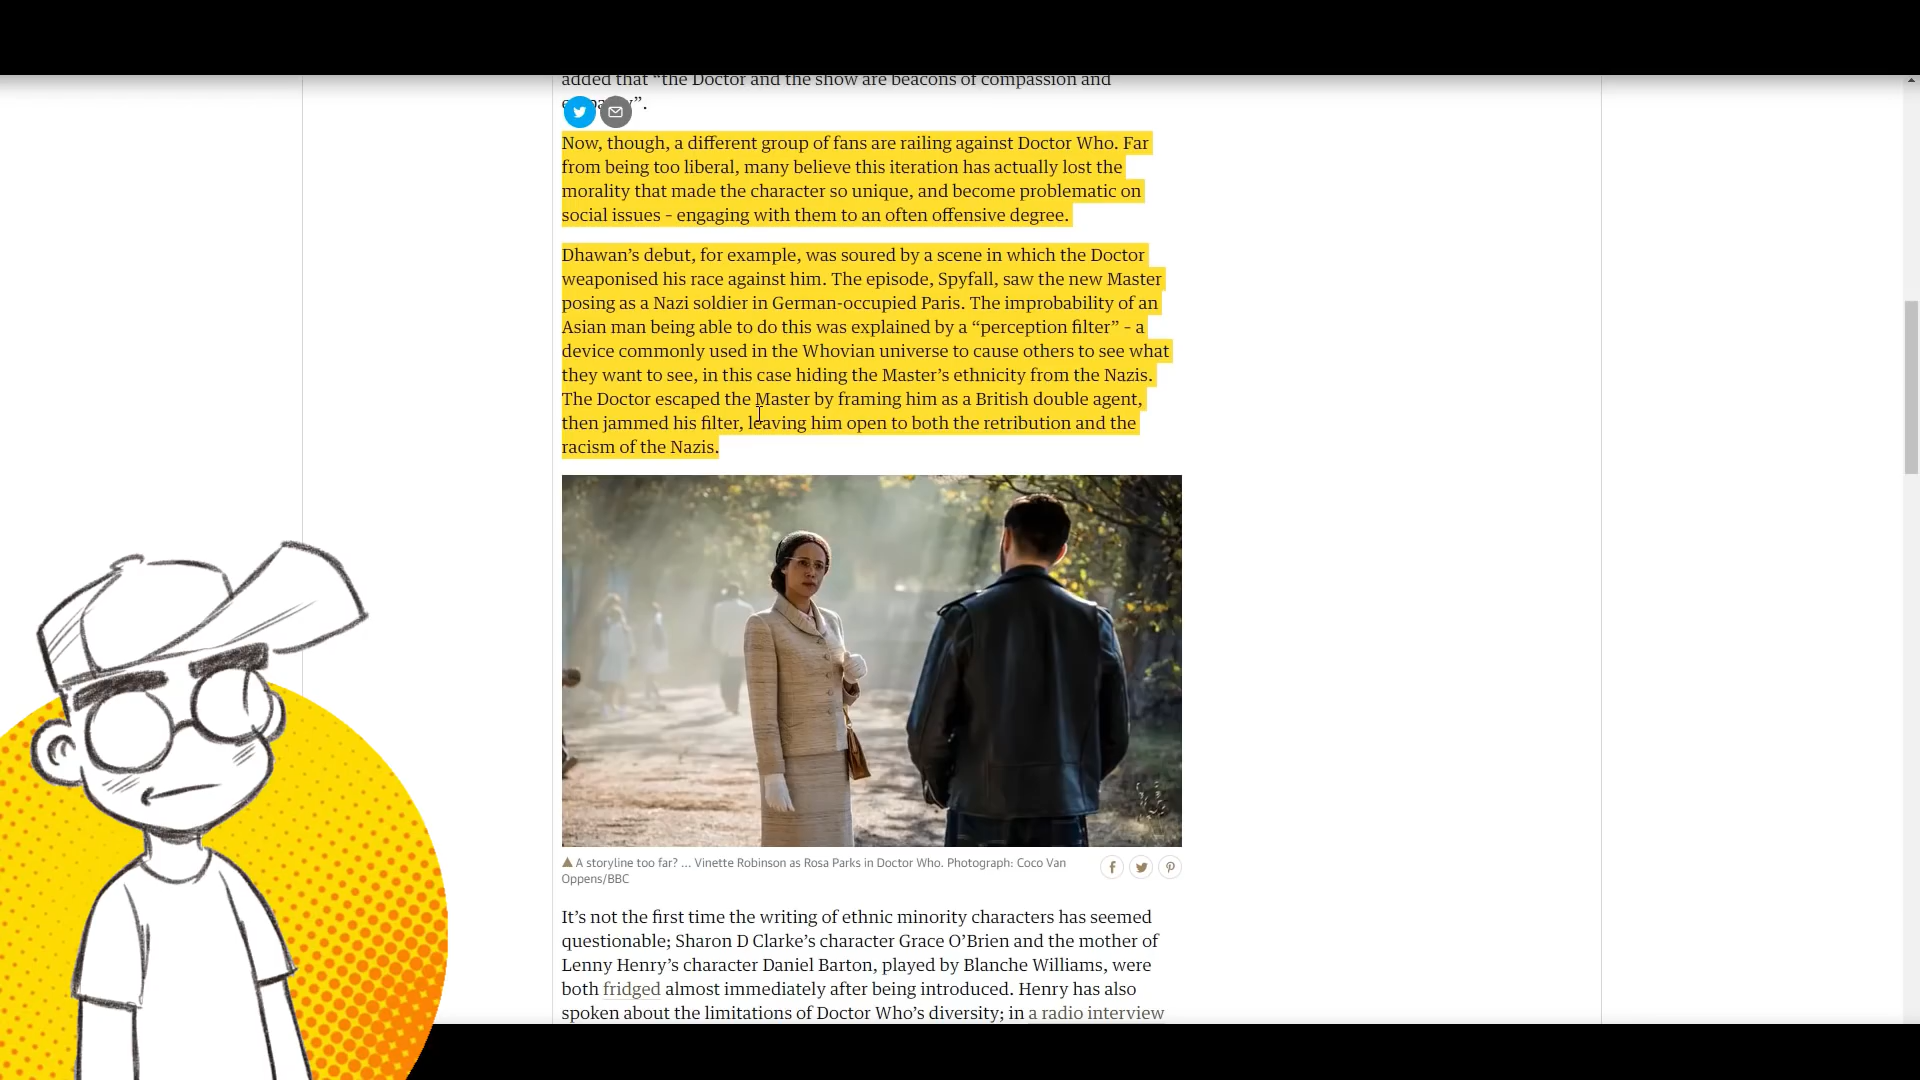 added that “the Doctor and the show are beacons of compassion and
”.
Now, though, a different group of fans are railing against Doctor Who. Far
from being too liberal, many believe this iteration has actually lost the
morality that made the character so unique, and become problematic on
social issues – engaging with them to an often offensive degree.
Dhawan’s debut, for example, was soured by a scene in which the Doctor
weaponised his race against him. The episode, Spyfall, saw the new Master
posing as a Nazi soldier in German-occupied Paris. The improbability of an
Asian man being able to do this was explained by a “perception filter” – a
device commonly used in the Whovian universe to cause others to see what
they want to see, in this case hiding the Master’s ethnicity from the Nazis.
The Doctor escaped the Master by framing him as a British double agent,
then jammed his filter, leaving him open to both the retribution and the
racism of the Nazis.
A storyline too far? ... Vinette Robinson as Rosa Parks in Doctor Who. Photograph: Coco Van
Oppens/BBC
It’s not the first time the writing of ethnic minority characters has seemed
questionable; Sharon D Clarke’s character Grace O’Brien and the mother of
Lenny Henry’s character Daniel Barton, played by Blanche Williams, were
both fridged almost immediately after being introduced. Henry has also
spoken about the limitations of Doctor Who’s diversity; in a radio interview